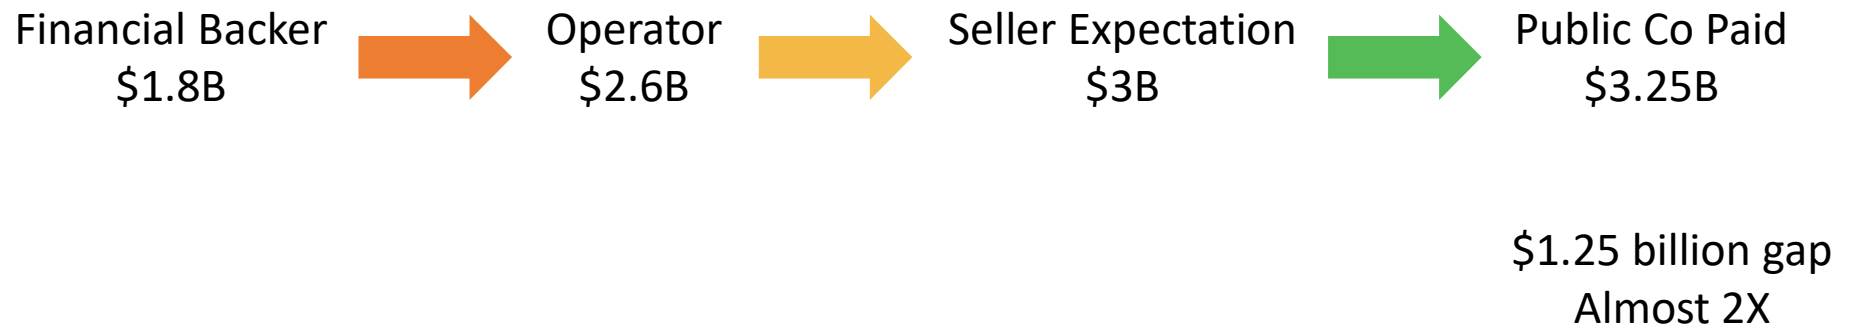 Financial Backer
$1.8B
Operator
$2.6B
Seller Expectation
$3B
Public Co Paid
$3.25B
$1.25 billion gap
Almost 2X